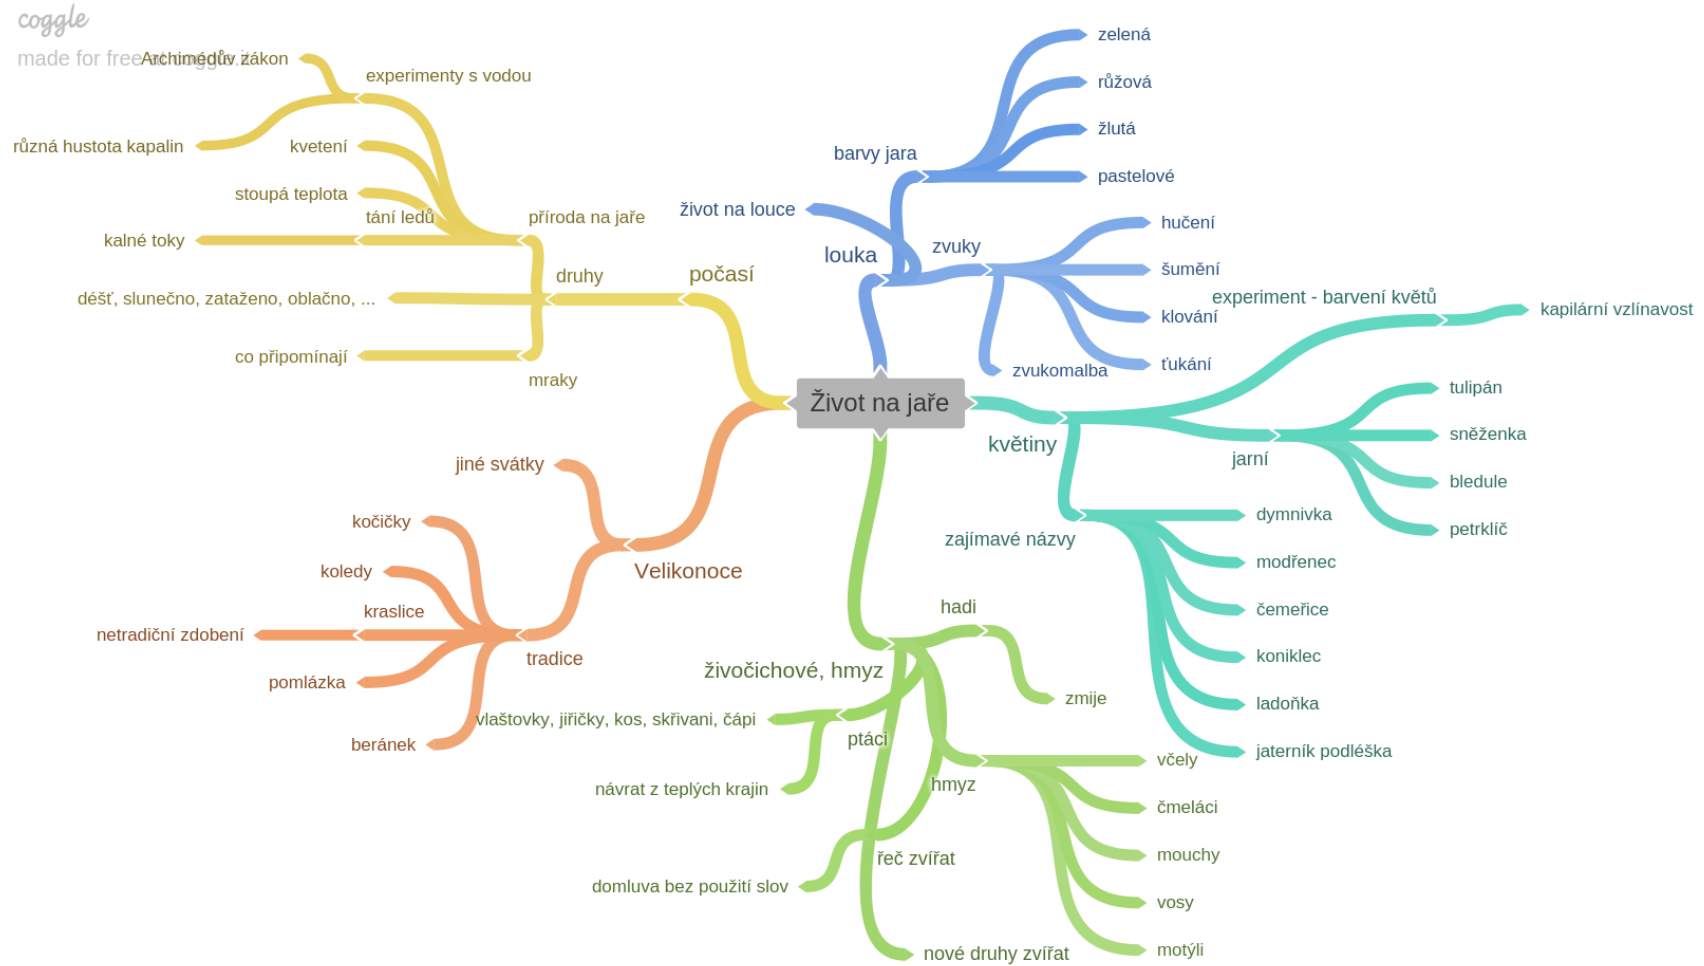 coggle
made for free at coggle.it
Život na jaře
počasí
druhy
příroda na jaře
experimenty s vodou
Archimédův zákon
různá hustota kapalin
kvetení
stoupá teplota
tání ledů
kalné toky
déšť, slunečno, zataženo, oblačno, ...
mraky
co připomínají
louka
barvy jara
zelená
růžová
žlutá
pastelové
život na louce
zvuky
hučení
šumění
klování
ťukání
zvukomalba
květiny
experiment - barvení květů
kapilární vzlínavost
jarní
tulipán
sněženka
bledule
petrklíč
zajímavé názvy
dymnivka
modřenec
čemeřice
koniklec
ladoňka
jaterník podléška
Velikonoce
jiné svátky
tradice
kočičky
koledy
kraslice
netradiční zdobení
pomlázka
beránek
živočichové, hmyz
hadi
zmije
ptáci
vlaštovky, jiřičky, kos, skřivani, čápi
návrat z teplých krajin
hmyz
včely
čmeláci
mouchy
vosy
motýli
řeč zvířat
domluva bez použití slov
nové druhy zvířat